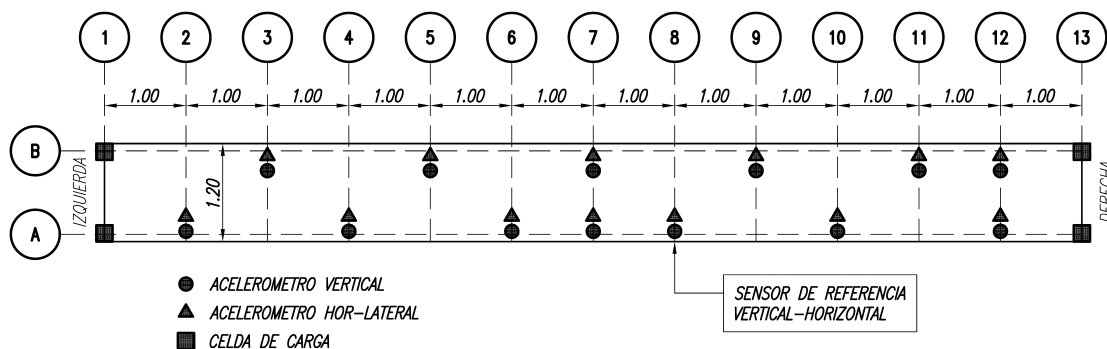 1 2 3 4 5 6 7 8 9 10 11 12 13
1.00 1.00 1.00 1.00 1.00 1.00 1.00 1.00 1.00 1.00 1.00 1.00
B
IZQUIERDA
1.20
DERECHA
A
ACELEROMETRO VERTICAL
ACELEROMETRO HOR-LATERAL
CELDA DE CARGA
SENSOR DE REFERENCIA
VERTICAL-HORIZONTAL